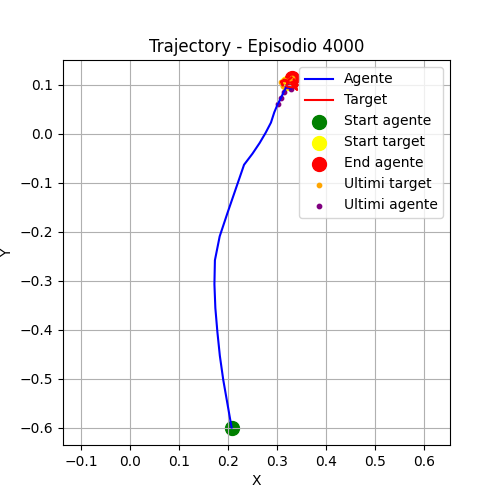 Trajectory - Episodio 4000
Agente
Target
Start agente
Start target
End agente
Ultimi target
Ultimi agente
0.1
0.0
−0.1
−0.2
−0.3
−0.4
−0.5
−0.6
Y
−0.1 0.0 0.1 0.2 0.3 0.4 0.5 0.6
X